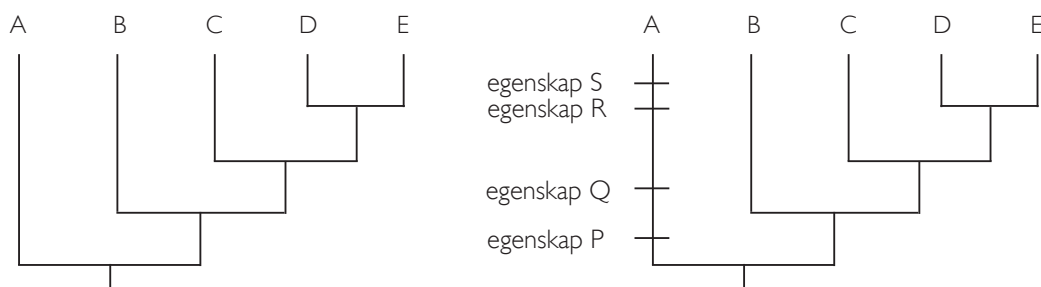 A B C D E
A B C D E
egenskap S
egenskap R
egenskap Q
egenskap P